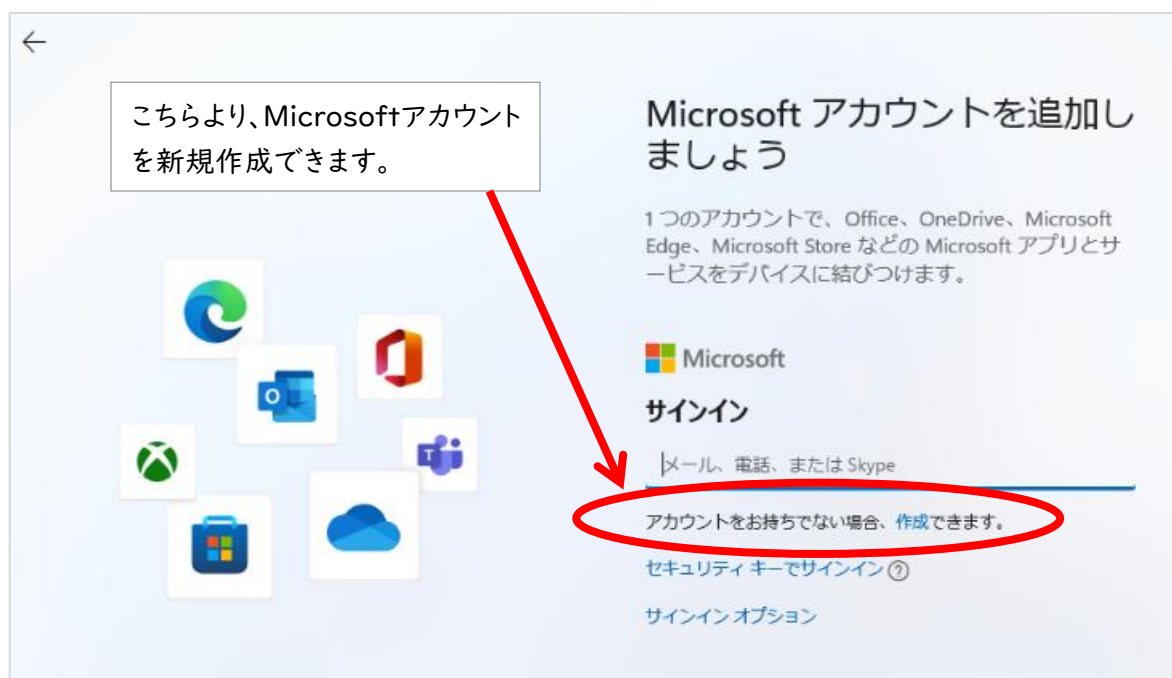 こちらより、Microsoftアカウント
を新規作成できます。
Microsoft アカウントを追加し
ましょう
1 つのアカウントで、Office、OneDrive、Microsoft
Edge、Microsoft Store などの Microsoft アプリとサ
ービスをデバイスに結びつけます。
Microsoft
サインイン
メール、電話、または Skype
アカウントをお持ちでない場合、作成できます。
セキュリティ キーでサインイン
サインイン オプション